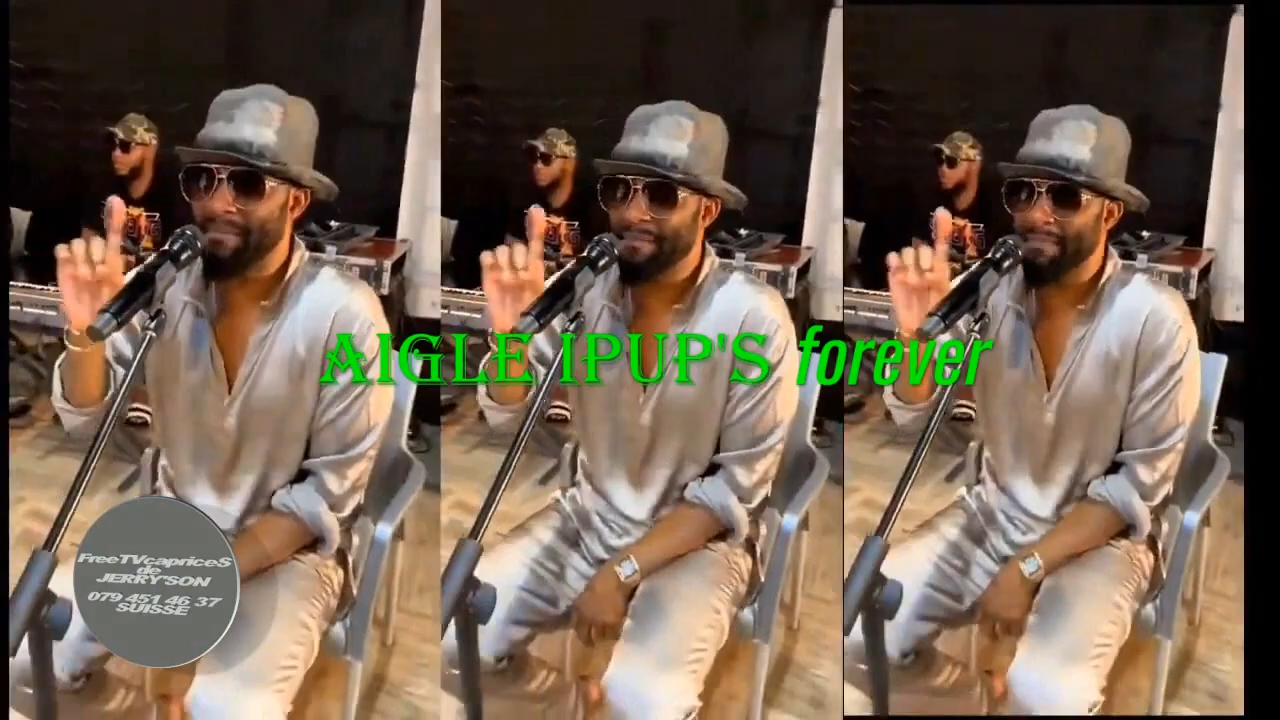 AIGLE IPUP'S forever
FreeTVcapriceS
de
JERRY'SON
079 451 46 37
SUISSE